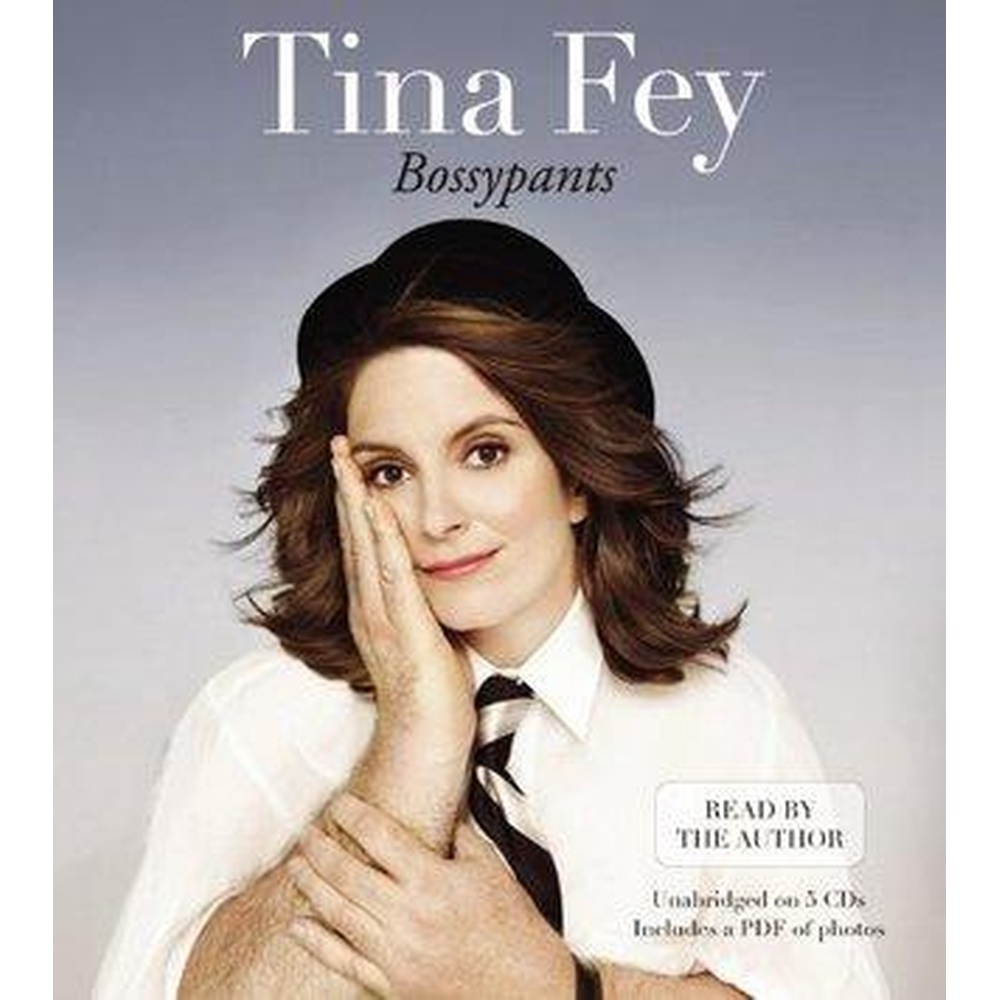 Tina Fey
Bossypants
READ BY
THE AUTHOR
Unabridged on 5 CDs
Includes a PDF of photos